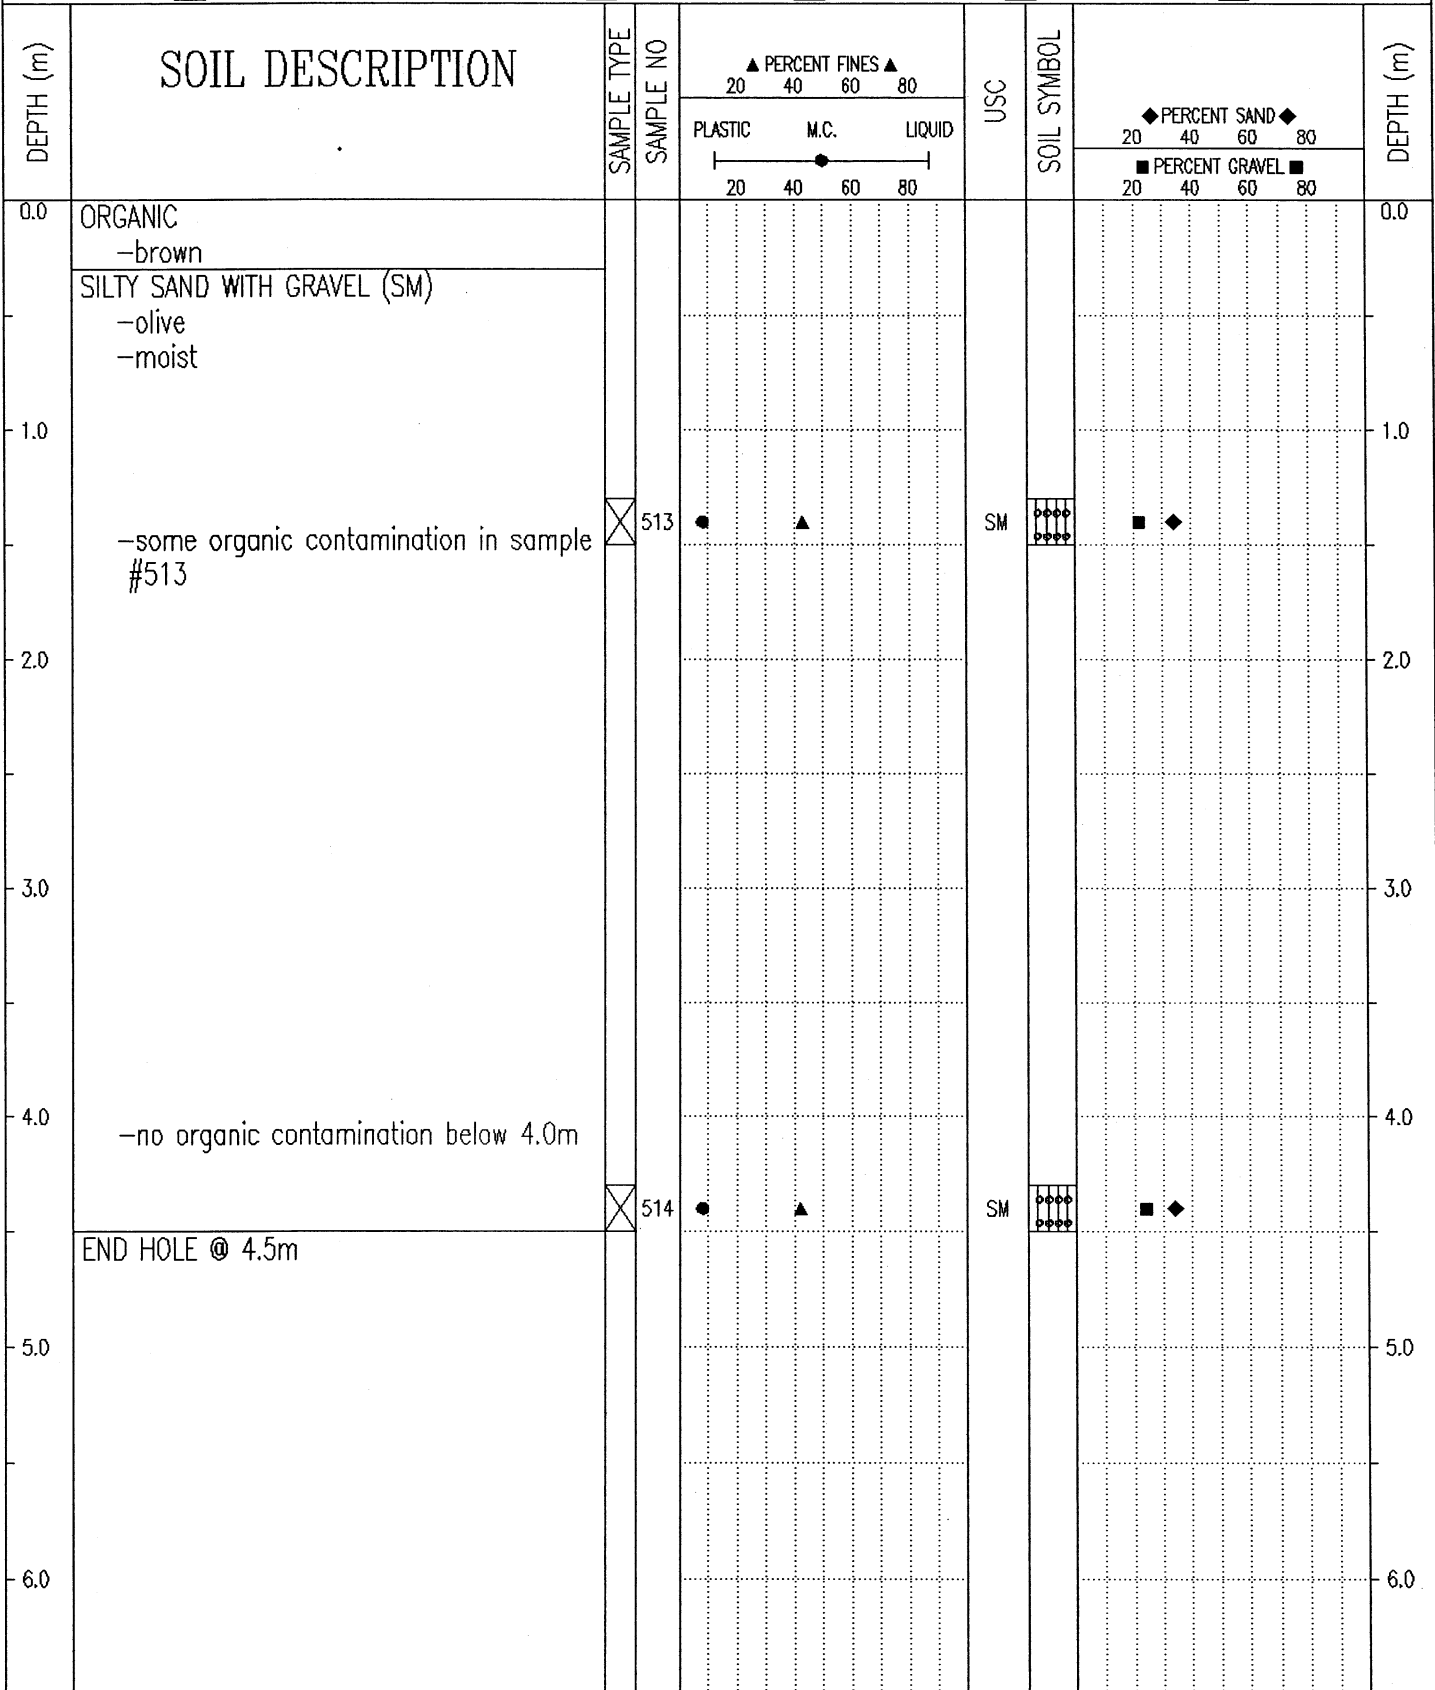 DEPTH (m)
SOIL DESCRIPTION
SAMPLE TYPE
SAMPLE NO
▲ PERCENT FINES ▲
20 40 60 80
PLASTIC M.C. LIQUID
20 40 60 80
USC
SOIL SYMBOL
◆PERCENT SAND◆
20 40 60 80
■ PERCENT GRAVEL ■
20 40 60 80
DEPTH (m)
0.0 ORGANIC 0.0
-brown
SILTY SAND WITH GRAVEL (SM)
-olive
-moist
1.0 1.0
513 SM
-some organic contamination in sample
#513
2.0 2.0
3.0 3.0
4.0 4.0
-no organic contamination below 4.0m
514 SM
END HOLE @ 4.5m
5.0 5.0
6.0 6.0